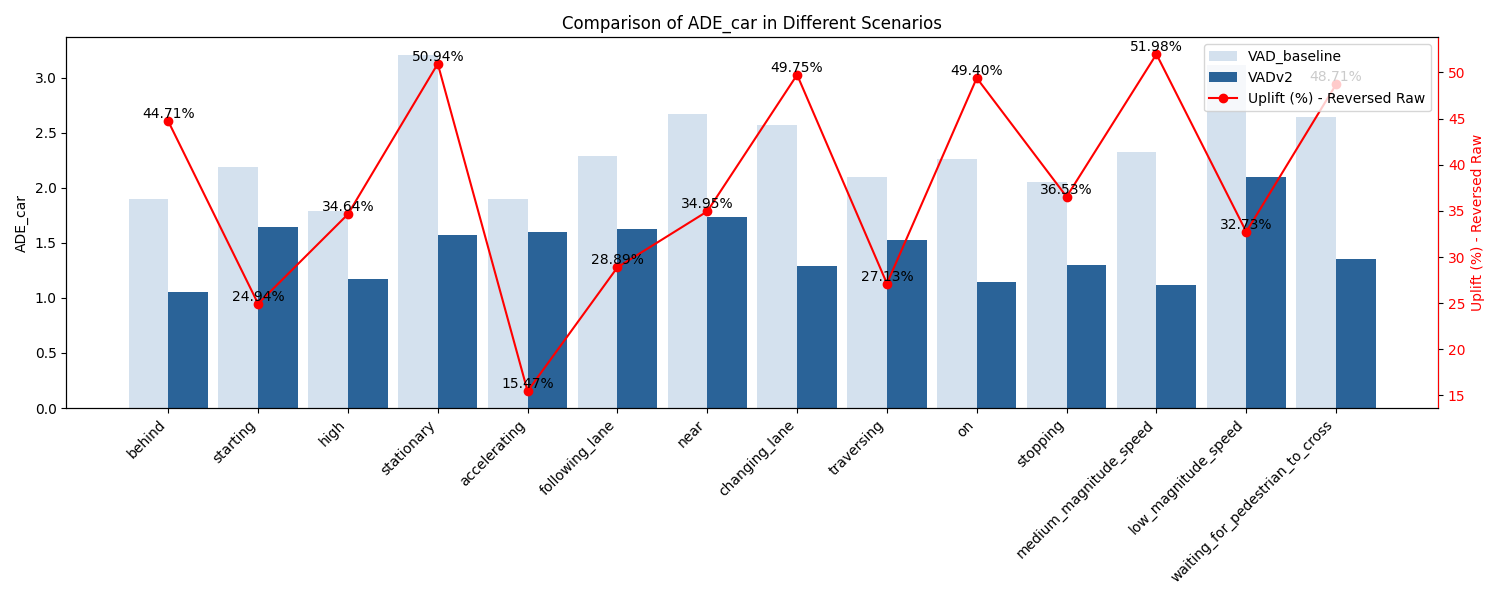 Comparison of ADE_car in Different Scenarios
VAD_baseline
VADv2
Uplift (%) - Reversed Raw
44.71%
24.94%
34.64%
50.94%
15.47%
28.89%
34.95%
49.75%
27.13%
49.40%
36.53%
51.98%
32.73%
48.71%
ADE_car
3.0
2.5
2.0
1.5
1.0
0.5
0.0
50
45
40
35
30
25
20
15
Uplift (%) - Reversed Raw
behind
starting
high
stationary
accelerating
following_lane
near
changing_lane
traversing
on
stopping
medium_magnitude_speed
low_magnitude_speed
waiting_for_pedestrian_to_cross